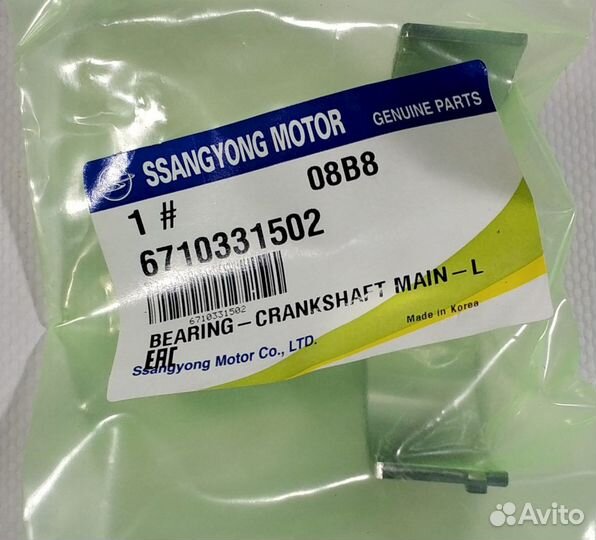 SSANGYONG MOTOR GENUINE PARTS
08B8
1 #
6710331502
6710331502
BEARING-CRANKSHAFT MAIN-L
Made in Korea
EAC
Ssangyong Motor Co., LTD.
Avito